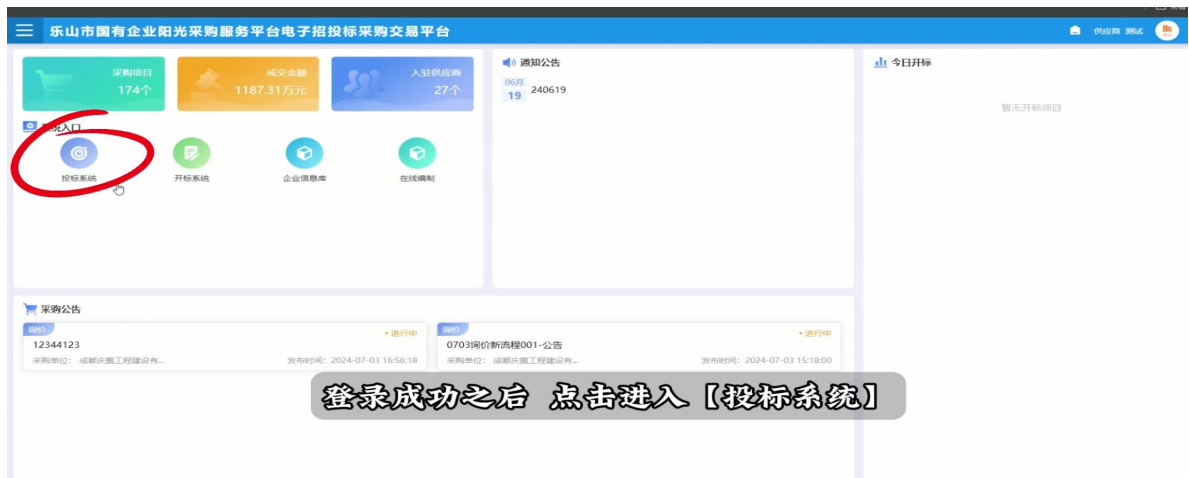 乐山市国有企业阳光采购服务平台电子招投标采购交易平台
供应商 测试
采购项目
174个
成交金额
1187.31万元
入驻供应商
27个
通知公告
06月
19
240619
今日开标
暂无开标项目
入口
投标系统
开标系统
企业信息库
在线编制
采购公告
询价
进行中
12344123
采购单位： 成都庆鹏工程建设有...
发布时间：2024-07-03 16:56:18
询价
进行中
0703询价新流程001-公告
采购单位： 成都庆鹏工程建设有...
发布时间：2024-07-03 15:18:00
登录成功之后 点击进入【投标系统】